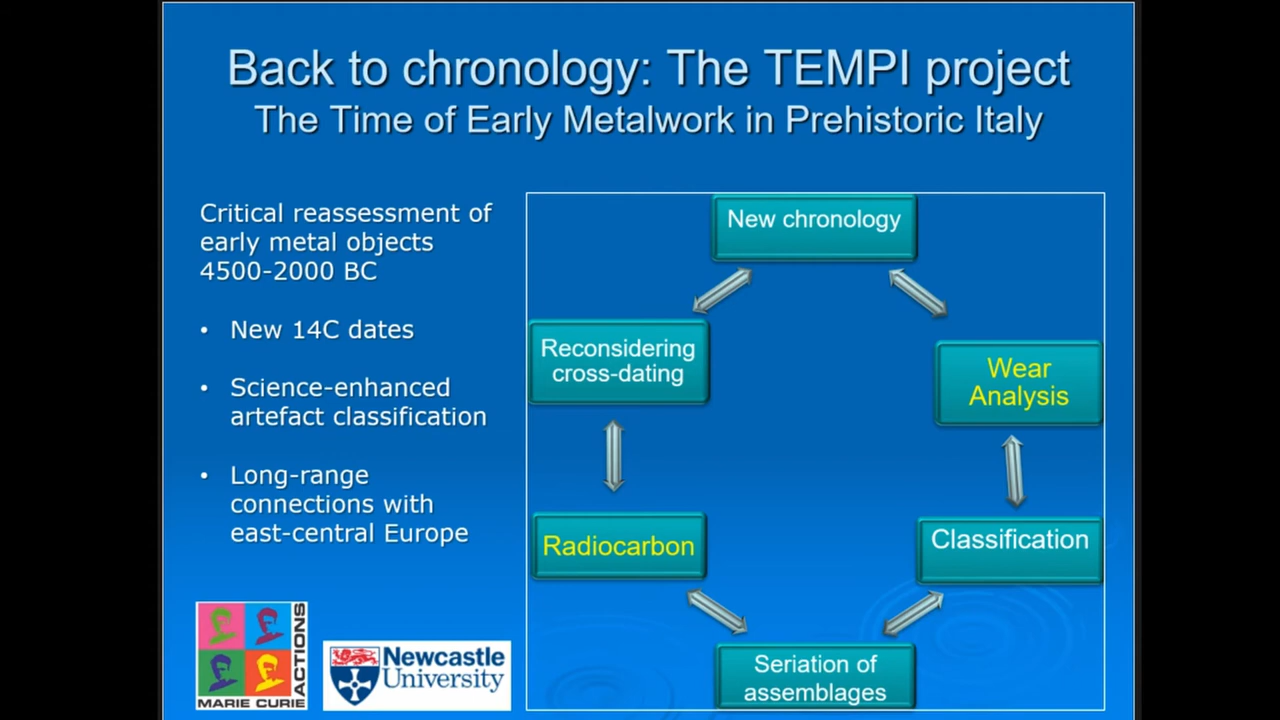 Back to chronology: The TEMPI project
The Time of Early Metalwork in Prehistoric Italy
Critical reassessment of
early metal objects
4500-2000 BC
• New 14C dates
• Science-enhanced
artefact classification
• Long-range
connections with
east-central Europe
New chronology
Reconsidering
cross-dating
Wear
Analysis
Radiocarbon
Classification
Seriation of
assemblages
MARIE CURIE
ACTIONS
Newcastle
University